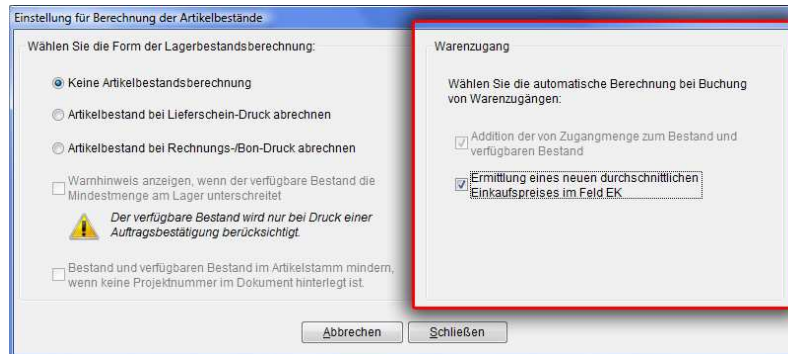 Einstellung für Berechnung der Artikelbestände
Wählen Sie die Form der Lagerbestandsberechnung:
Keine Artikelbestandsberechnung
Artikelbestand bei Lieferschein-Druck abrechnen
Artikelbestand bei Rechnungs-/Bon-Druck abrechnen
Warnhinweis anzeigen, wenn der verfügbare Bestand die
Mindestmenge am Lager unterschreitet
Der verfügbare Bestand wird nur bei Druck einer
Auftragsbestätigung berücksichtigt.
Bestand und verfügbaren Bestand im Artikelstamm mindern,
wenn keine Projektnummer im Dokument hinterlegt ist.
Warenzugang
Wählen Sie die automatische Berechnung bei Buchung
von Warenzugängen:
Addition der von Zugangmenge zum Bestand und
verfügbaren Bestand
Ermittlung eines neuen durchschnittlichen
Einkaufspreises im Feld EK
Abbrechen
Schließen